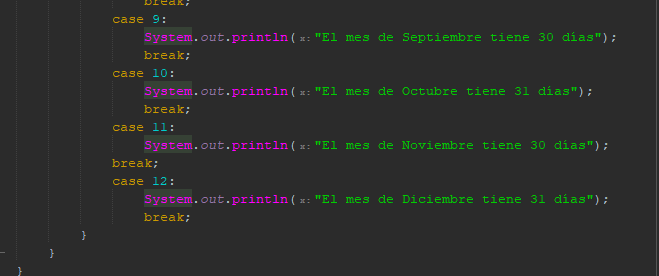 break;
case 9:
System.out.println( x: "El mes de Septiembre tiene 30 días");
break;
case 10:
System.out.println( x: "El mes de Octubre tiene 31 días");
break;
case 11:
System.out.println( x: "El mes de Noviembre tiene 30 días");
break;
case 12:
System.out.println( x: "El mes de Diciembre tiene 31 días");
break;
}
}
}